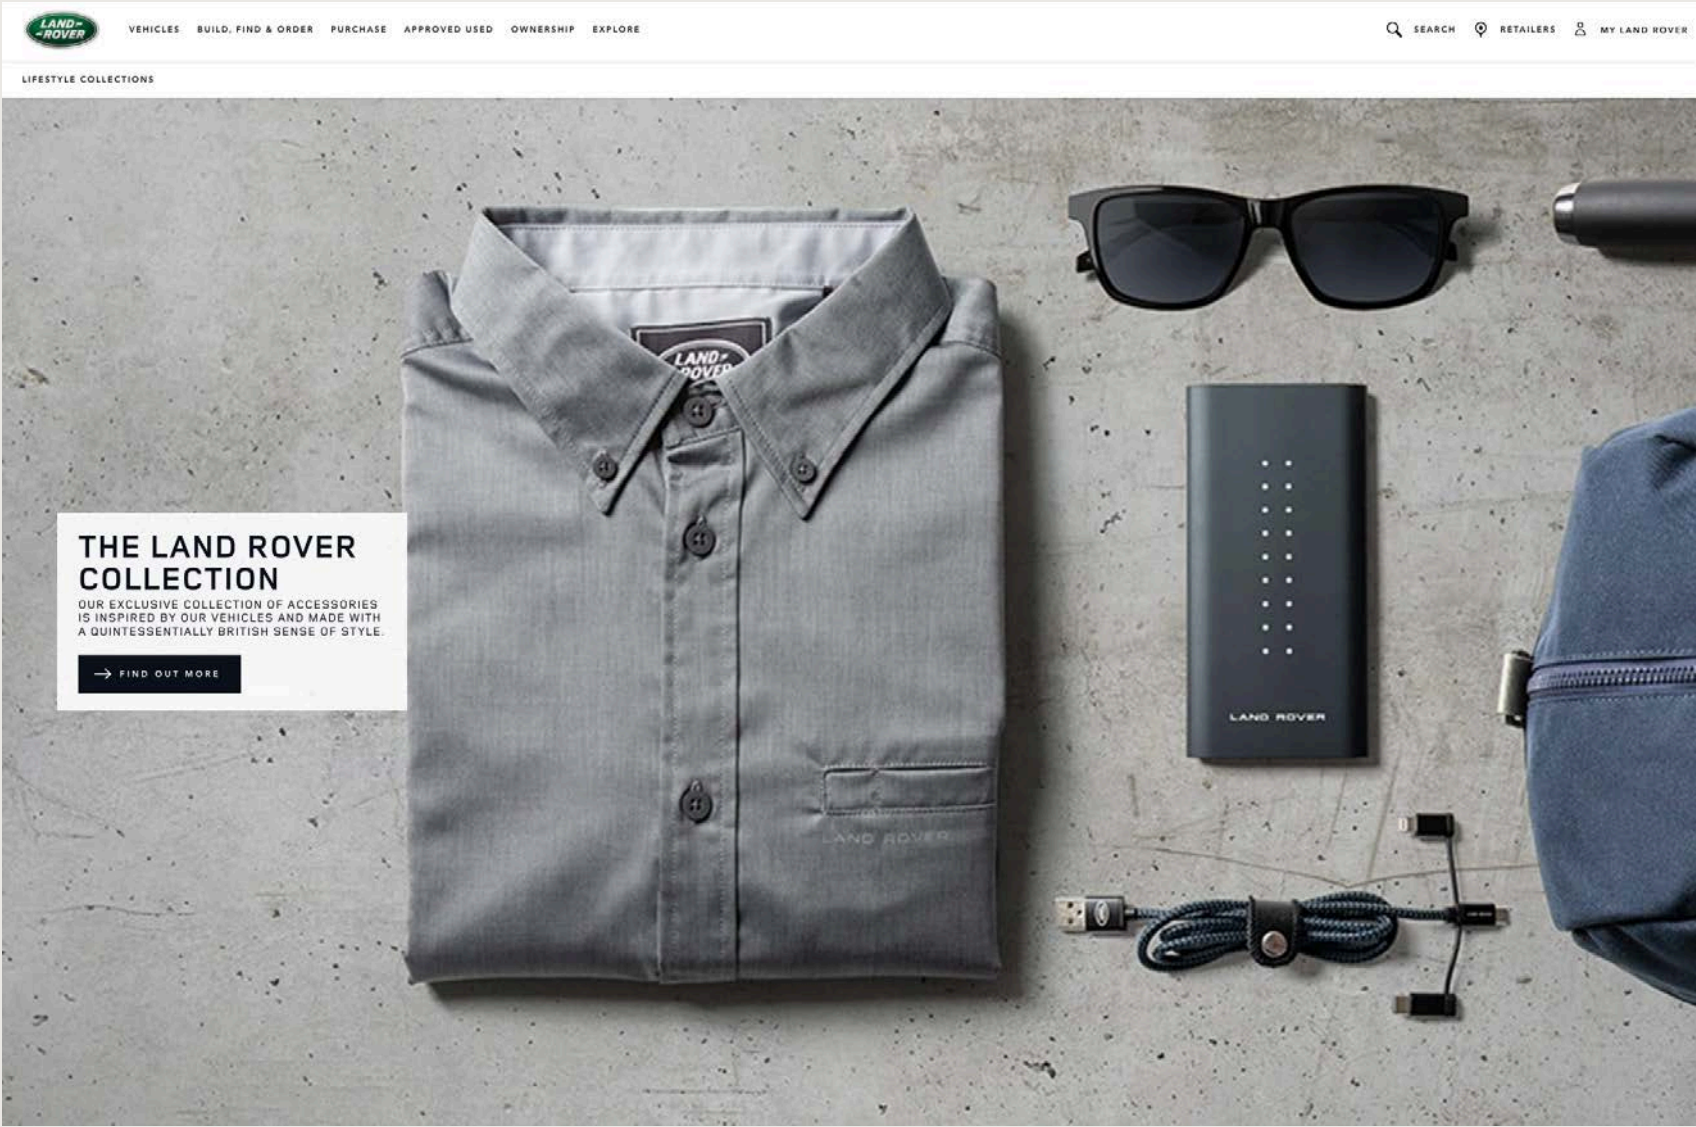 LAND-
-ROVER
VEHICLES BUILD, FIND & ORDER PURCHASE APPROVED USED OWNERSHIP EXPLORE
SEARCH RETAILERS MY LAND ROVER
LIFESTYLE COLLECTIONS
LAND-
ROVER
THE LAND ROVER
COLLECTION
OUR EXCLUSIVE COLLECTION OF ACCESSORIES
IS INSPIRED BY OUR VEHICLES AND MADE WITH
A QUINTESSENTIALLY BRITISH SENSE OF STYLE.
FIND OUT MORE
LAND ROVER
LAND ROVER